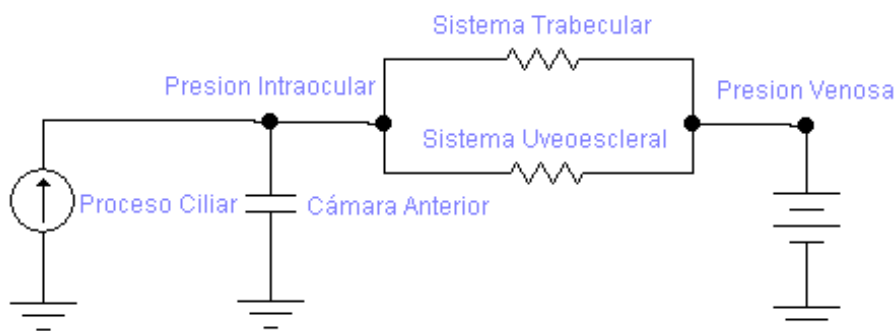 Sistema Trabecular
Presion Intraocular
Presion Venosa
Sistema Uveoescleral
Proceso Ciliar
Cámara Anterior